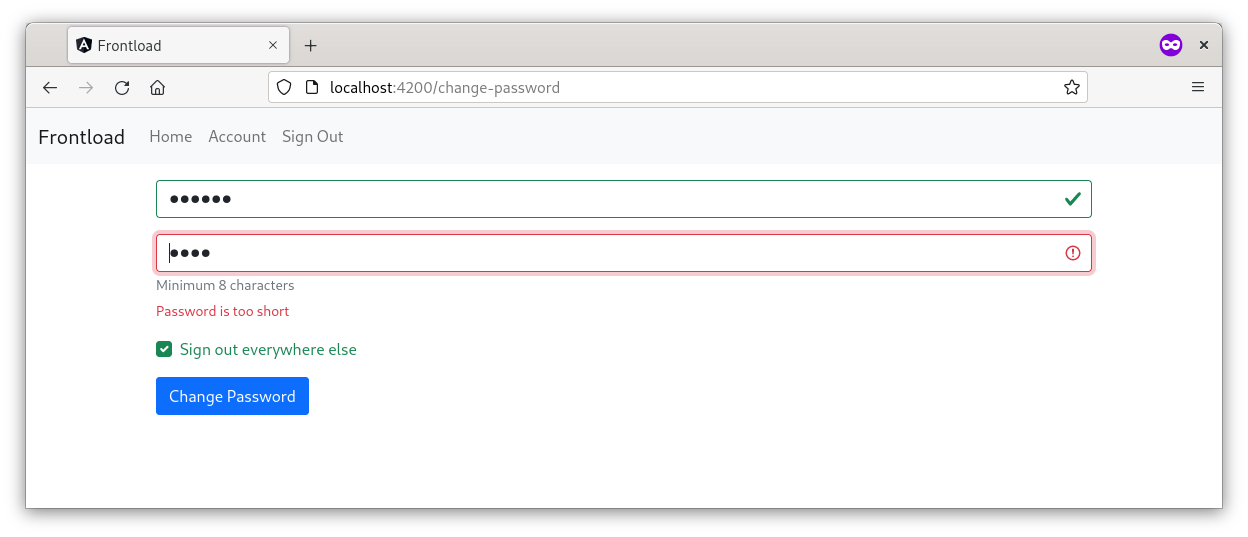 Frontload
localhost:4200/change-password
Frontload Home Account Sign Out
••••••
••••
Minimum 8 characters
Password is too short
Sign out everywhere else
Change Password